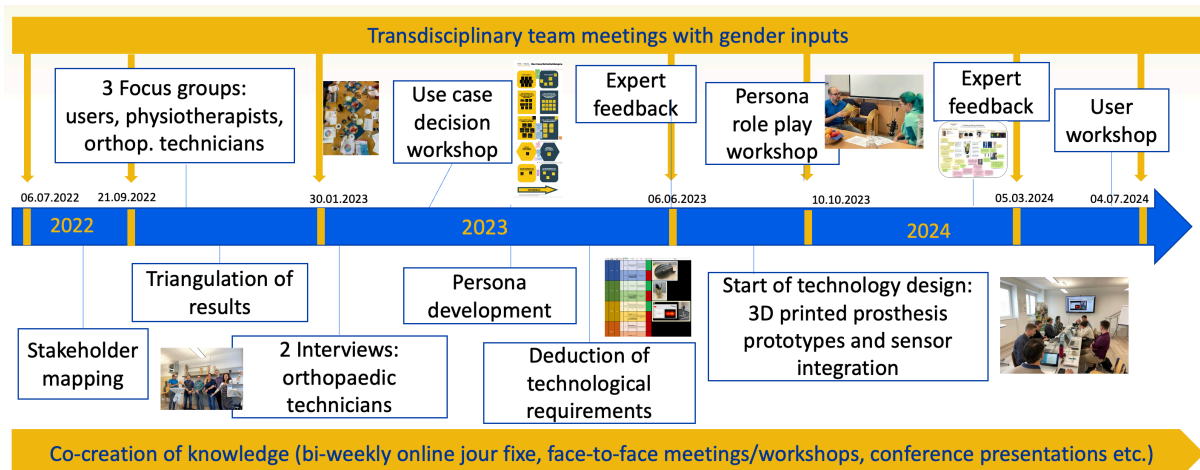 Transdisciplinary team meetings with gender inputs
3 Focus groups:
users, physiotherapists,
orthop. technicians
Use case
decision
workshop
Expert
feedback
Persona
role play
workshop
Expert
feedback
User
workshop
06.07.2022
21.09.2022
30.01.2023
06.06.2023
10.10.2023
05.03.2024
04.07.2024
2022
2023
2024
Stakeholder
mapping
Triangulation of
results
2 Interviews:
orthopaedic
technicians
Persona
development
Deduction of
technological
requirements
Start of technology design:
3D printed prosthesis
prototypes and sensor
integration
Co-creation of knowledge (bi-weekly online jour fixe, face-to-face meetings/workshops, conference presentations etc.)